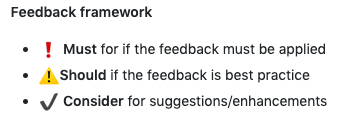 Feedback framework
• ❗ Must for if the feedback must be applied
• ⚠️Should if the feedback is best practice
• ✔️ Consider for suggestions/enhancements